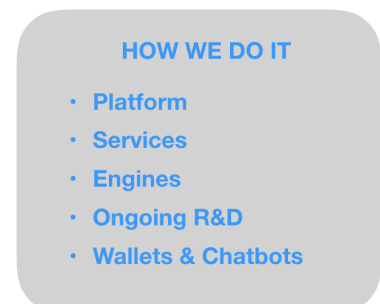 HOW WE DO IT
• Platform
• Services
• Engines
• Ongoing R&D
• Wallets & Chatbots